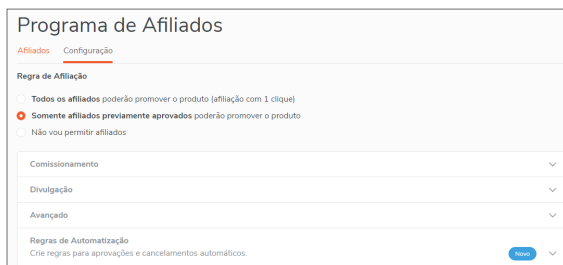 Programa de Afiliados
Afiliados Configuração
Regra de Afiliação
Todos os afiliados poderão promover o produto (afiliação com 1 clique)
Somente afiliados previamente aprovados poderão promover o produto
Não vou permitir afiliados
Comissionamento
Divulgação
Avançado
Regras de Automatização
Crie regras para aprovações e cancelamentos automáticos. Novo